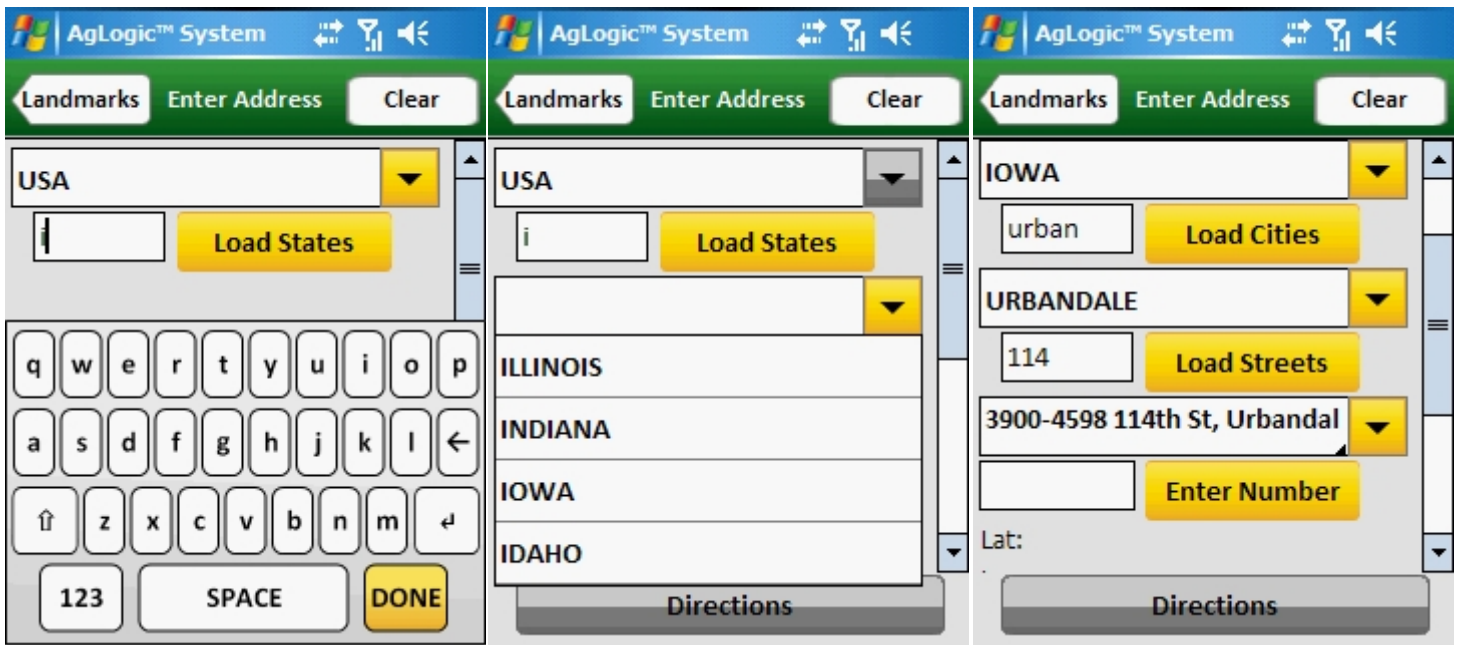 AgLogic™ System
Landmarks Enter Address Clear
USA
i Load States
q w e r t y u i o p
a s d f g h j k l ←
⇧ z x c v b n m ↵
123 SPACE DONE
AgLogic™ System
Landmarks Enter Address Clear
USA
i Load States
ILLINOIS
INDIANA
IOWA
IDAHO
Directions
AgLogic™ System
Landmarks Enter Address Clear
IOWA
urban Load Cities
URBANDALE
114 Load Streets
3900-4598 114th St, Urbandal
Enter Number
Lat:
Directions